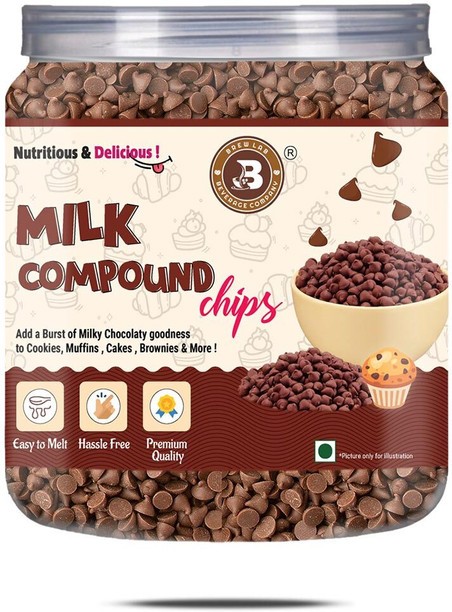 Nutritious & Delicious !
BREW LAB
B
BEVERAGE COMPANY
®
MILK
COMPOUND
chips
Add a Burst of Milky Chocolaty goodness
to Cookies, Muffins , Cakes , Brownies & More !
Easy to Melt
Hassle Free
Premium
Quality
*Picture only for illustration